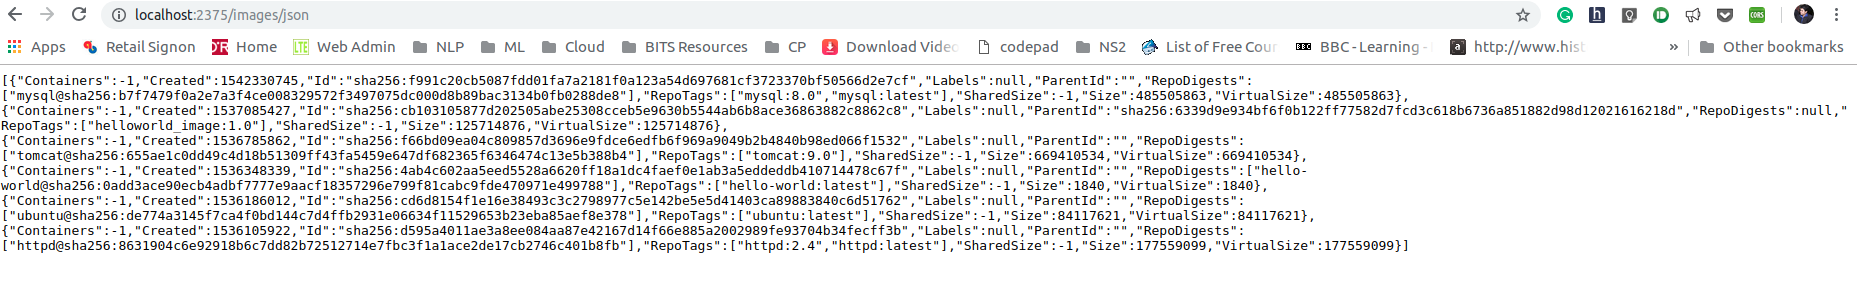 localhost:2375/images/json
Apps Retail Signon Home Web Admin NLP ML Cloud BITS Resources CP Download Video codepad NS2 List of Free Cour BBC - Learning - http://www.hist » Other bookmarks
[{"Containers":-1,"Created":1542330745,"Id":"sha256:f991c20cb5087fdd01fa7a2181f0a123a54d697681cf3723370bf50566d2e7cf","Labels":null,"ParentId":"","RepoDigests":
["mysql@sha256:b7f7479f0a2e7a3f4ce008329572f3497075dc000d8b89bac3134b0fb0288de8"],"RepoTags":["mysql:8.0","mysql:latest"],"SharedSize":-1,"Size":485505863,"VirtualSize":485505863},
{"Containers":-1,"Created":1537085427,"Id":"sha256:cb103105877d202505abe25308cceb5e9630b5544ab6b8ace36863882c8862c8","Labels":null,"ParentId":"sha256:6339d9e934bf6f0b122ff77582d7fcd3c618b6736a851882d98d12021616218d","RepoDigests":null,"
RepoTags":["helloworld_image:1.0"],"SharedSize":-1,"Size":125714876,"VirtualSize":125714876},
{"Containers":-1,"Created":1536785862,"Id":"sha256:f66bd09ea04c809857d3696e9fdce6edfb6f969a9049b2b4840b98ed066f1532","Labels":null,"ParentId":"","RepoDigests":
["tomcat@sha256:655ae1c0dd49c4d18b51309ff43fa5459e647df682365f6346474c13e5b388b4"],"RepoTags":["tomcat:9.0"],"SharedSize":-1,"Size":669410534,"VirtualSize":669410534},
{"Containers":-1,"Created":1536348339,"Id":"sha256:4ab4c602aa5eed5528a6620ff18a1dc4faef0e1ab3a5eddeddb410714478c67f","Labels":null,"ParentId":"","RepoDigests":["hello-
world@sha256:0add3ace90ecb4adbf7777e9aacf18357296e799f81cabc9fde470971e499788"],"RepoTags":["hello-world:latest"],"SharedSize":-1,"Size":1840,"VirtualSize":1840},
{"Containers":-1,"Created":1536186012,"Id":"sha256:cd6d8154f1e16e38493c3c2798977c5e142be5e5d41403ca89883840c6d51762","Labels":null,"ParentId":"","RepoDigests":
["ubuntu@sha256:de774a3145f7ca4f0bd144c7d4ffb2931e06634f11529653b23eba85aef8e378"],"RepoTags":["ubuntu:latest"],"SharedSize":-1,"Size":84117621,"VirtualSize":84117621},
{"Containers":-1,"Created":1536105922,"Id":"sha256:d595a4011ae3a8ee084aa87e42167d14f66e885a2002989fe93704b34fecff3b","Labels":null,"ParentId":"","RepoDigests":
["httpd@sha256:8631904c6e92918b6c7dd82b72512714e7fbc3f1a1ace2de17cb2746c401b8fb"],"RepoTags":["httpd:2.4","httpd:latest"],"SharedSize":-1,"Size":177559099,"VirtualSize":177559099}]